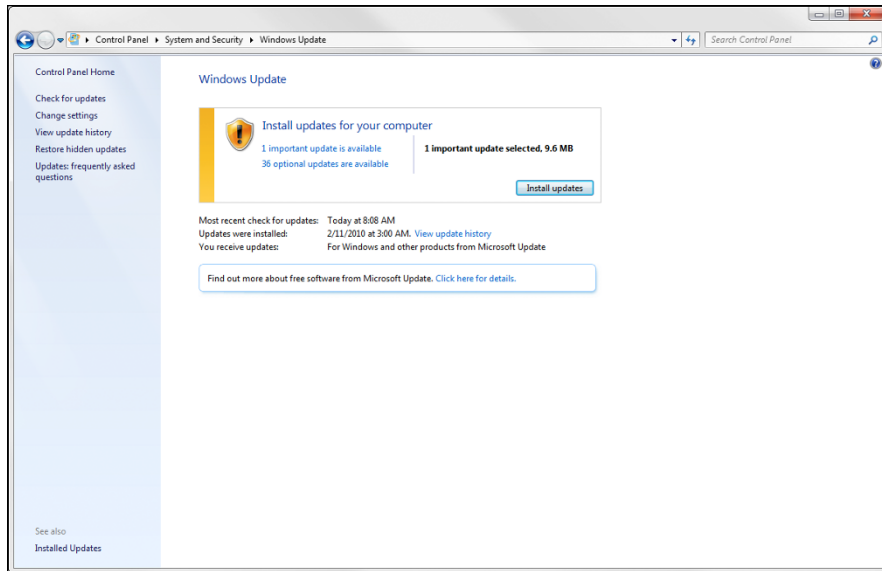 Control Panel ▸ System and Security ▸ Windows Update
Search Control Panel
Control Panel Home
Check for updates
Change settings
View update history
Restore hidden updates
Updates: frequently asked
questions
See also
Installed Updates
Windows Update
Install updates for your computer
1 important update is available
36 optional updates are available
1 important update selected, 9.6 MB
Install updates
Most recent check for updates: Today at 8:08 AM
Updates were installed: 2/11/2010 at 3:00 AM. View update history
You receive updates: For Windows and other products from Microsoft Update
Find out more about free software from Microsoft Update. Click here for details.